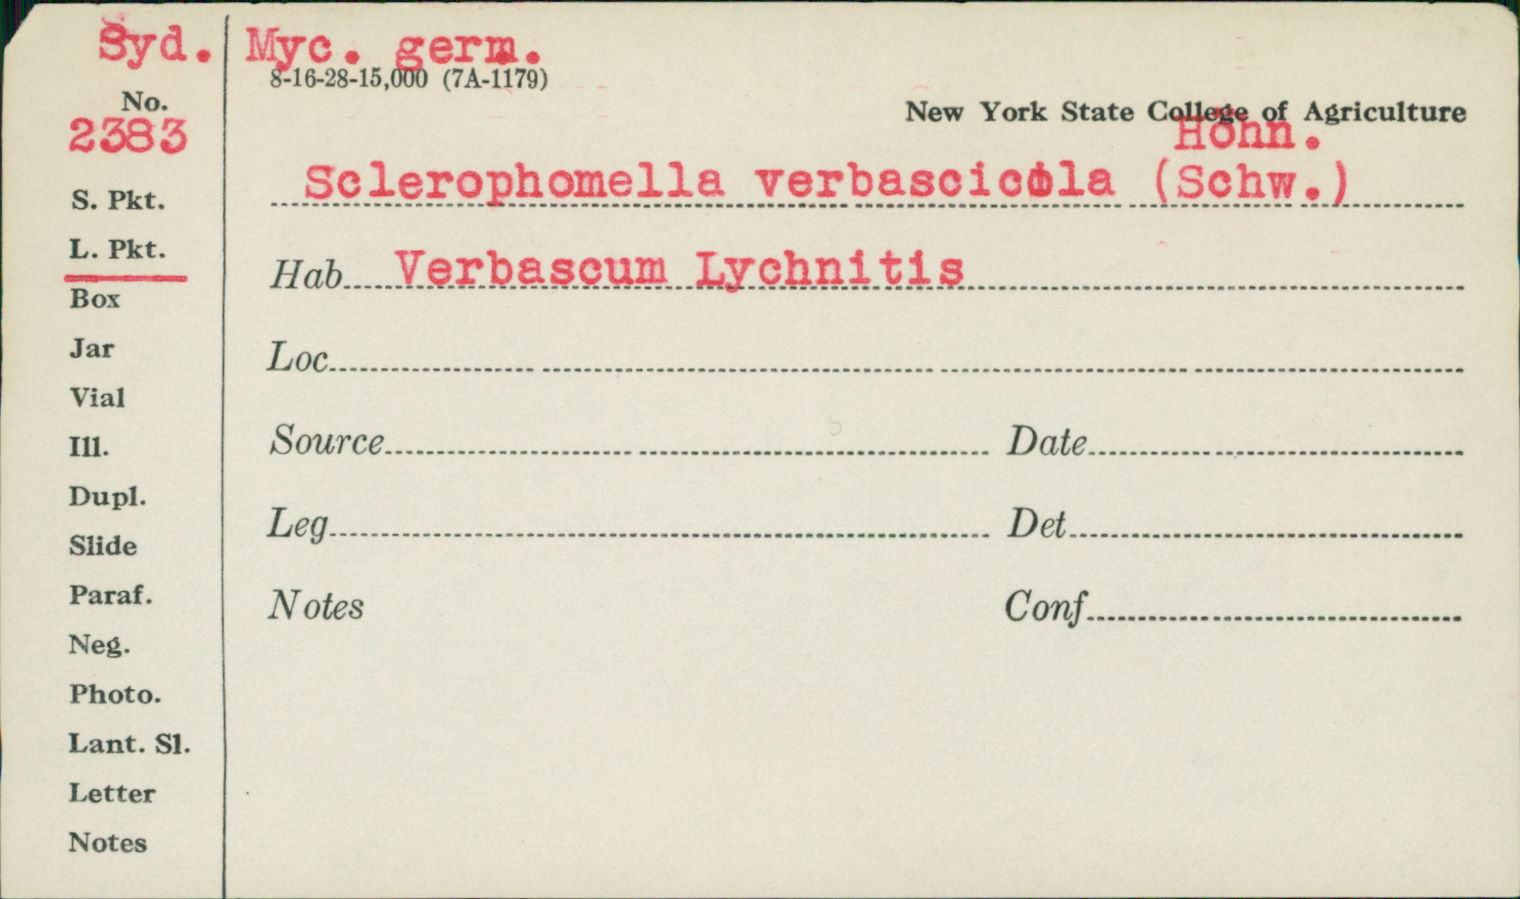 Syd. Myc. germ.
8-16-28-15,000 (7A-1179)
No.
2383
New York State College of Agriculture
Höhn.
Sclerophomella verbascicola (Schw.)
S. Pkt.
L. Pkt.
Hab Verbascum Lychnitis
Box
Jar
Loc
Vial
Ill.
Source Date
Dupl.
Slide
Leg Det
Paraf.
Notes Conf
Neg.
Photo.
Lant. Sl.
Letter
Notes